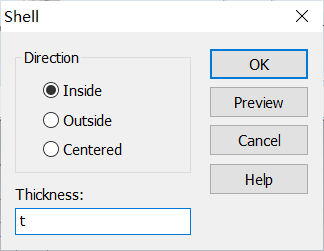 Shell
Direction
Inside
Outside
Centered
Thickness:
t
OK
Preview
Cancel
Help